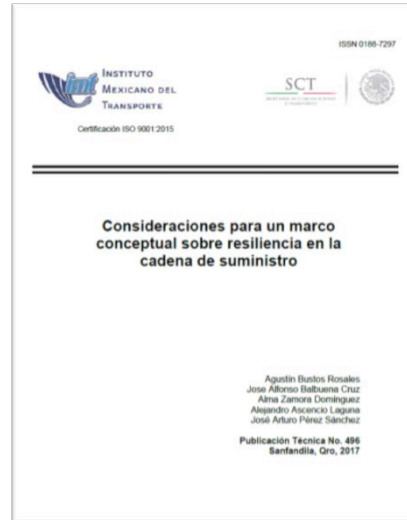 ISSN 0188-7297
imt
INSTITUTO
MEXICANO DEL
TRANSPORTE
SCT
Certificación ISO 9001:2015
Consideraciones para un marco
conceptual sobre resiliencia en la
cadena de suministro
Agustín Bustos Rosales
Jose Alfonso Balbuena Cruz
Alma Zamora Domínguez
Alejandro Ascencio Laguna
José Arturo Pérez Sánchez
Publicación Técnica No. 496
Sanfandila, Qro, 2017